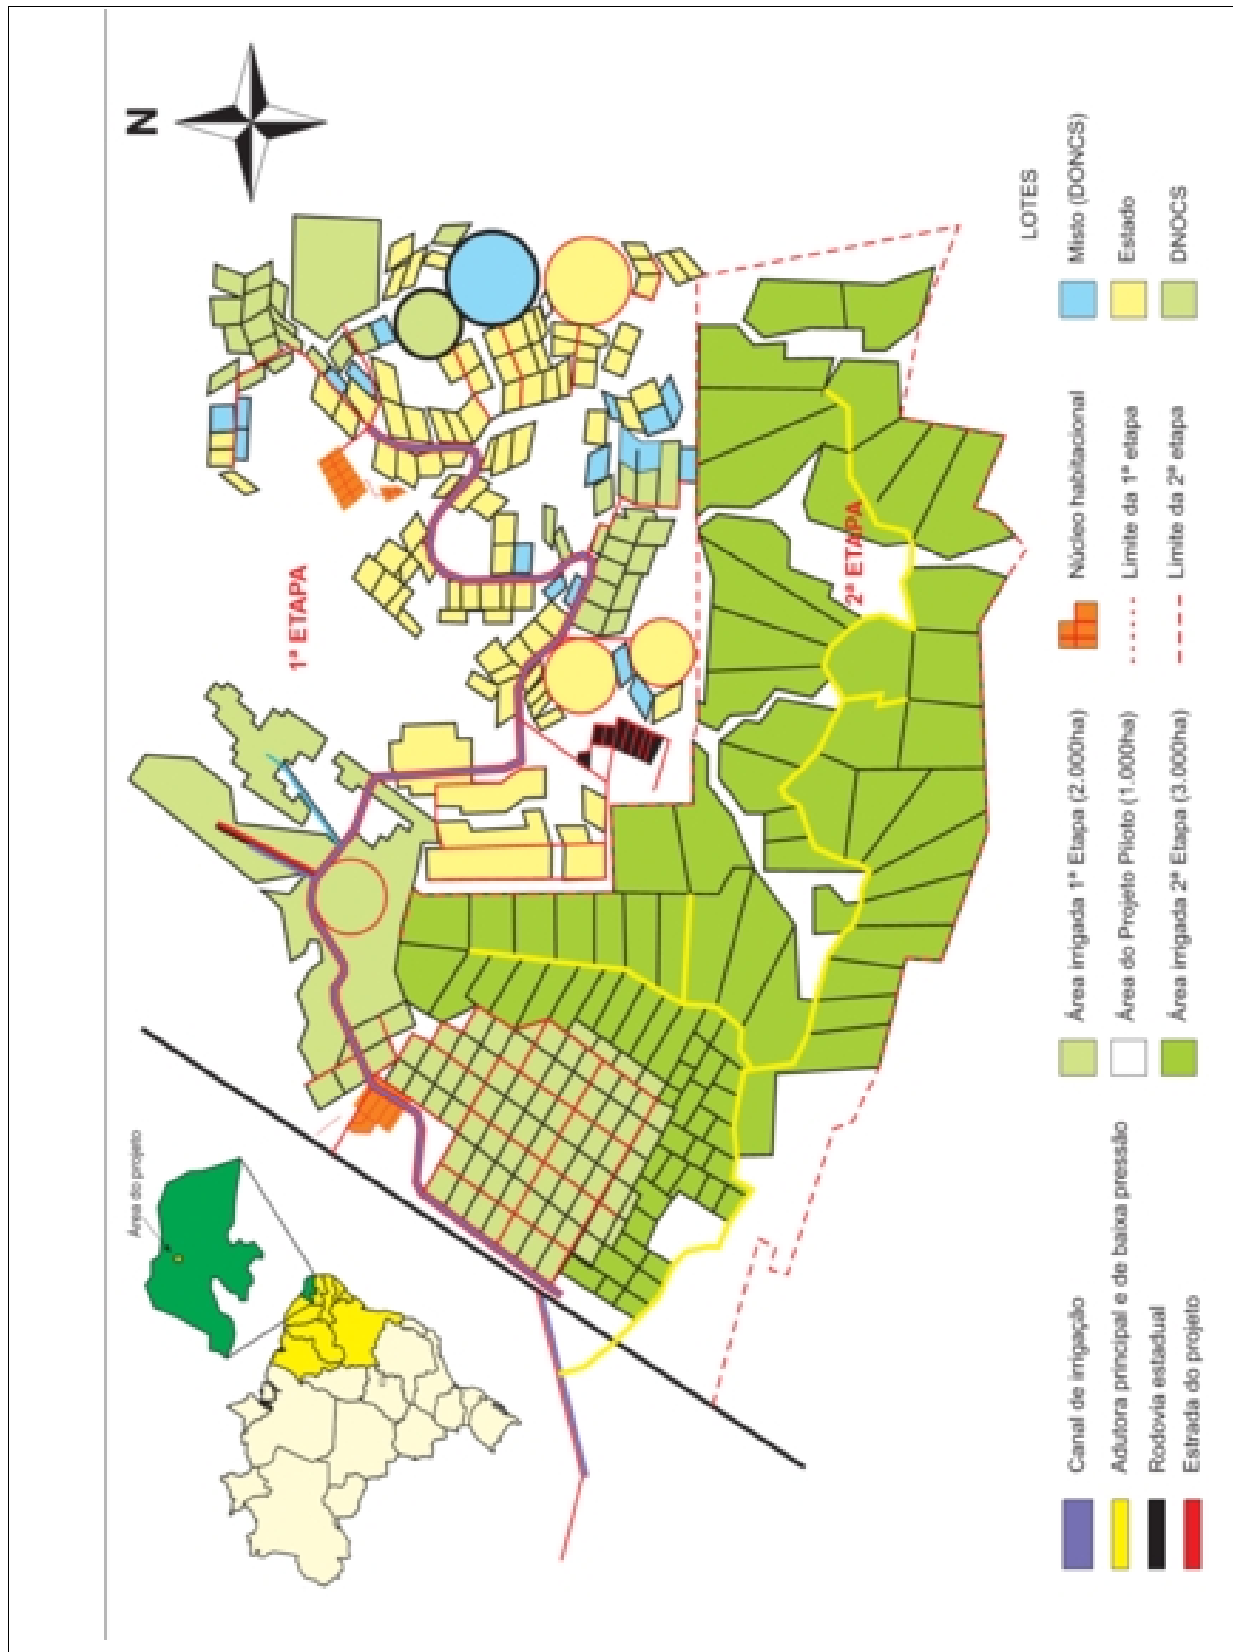 N
Área do projeto
1ª ETAPA
2ª ETAPA
LOTES
Canal de irrigação
Adutora principal e de baixa pressão
Rodovia estadual
Estrada do projeto
Área irrigada 1ª Etapa (2.000ha)
Área do Projeto Piloto (1.000ha)
Área irrigada 2ª Etapa (3.000ha)
Núcleo habitacional
Limite da 1ª etapa
Limite da 2ª etapa
Misto (DONCS)
Estado
DNOCS